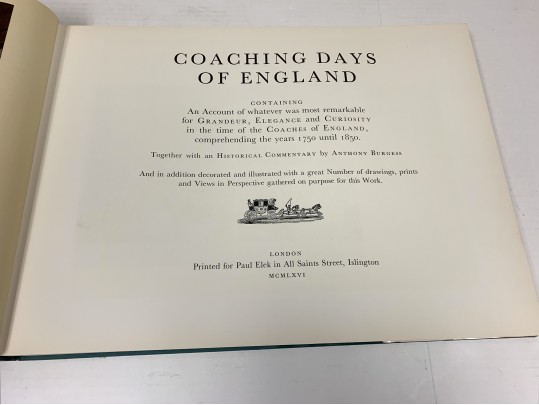 COACHING DAYS
OF ENGLAND
CONTAINING
An Account of whatever was most remarkable
for GRANDEUR, ELEGANCE and CURIOSITY
in the time of the COACHES of ENGLAND,
comprehending the years 1750 until 1850.
Together with an HISTORICAL COMMENTARY by ANTHONY BURGESS
And in addition decorated and illustrated with a great Number of drawings, prints
and Views in Perspective gathered on purpose for this Work.
LONDON
Printed for Paul Elek in All Saints Street, Islington
MCMLXVI